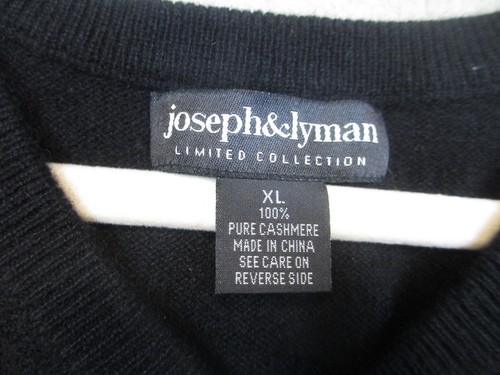 joseph&lyman
LIMITED COLLECTION
XL
100%
PURE CASHMERE
MADE IN CHINA
SEE CARE ON
REVERSE SIDE